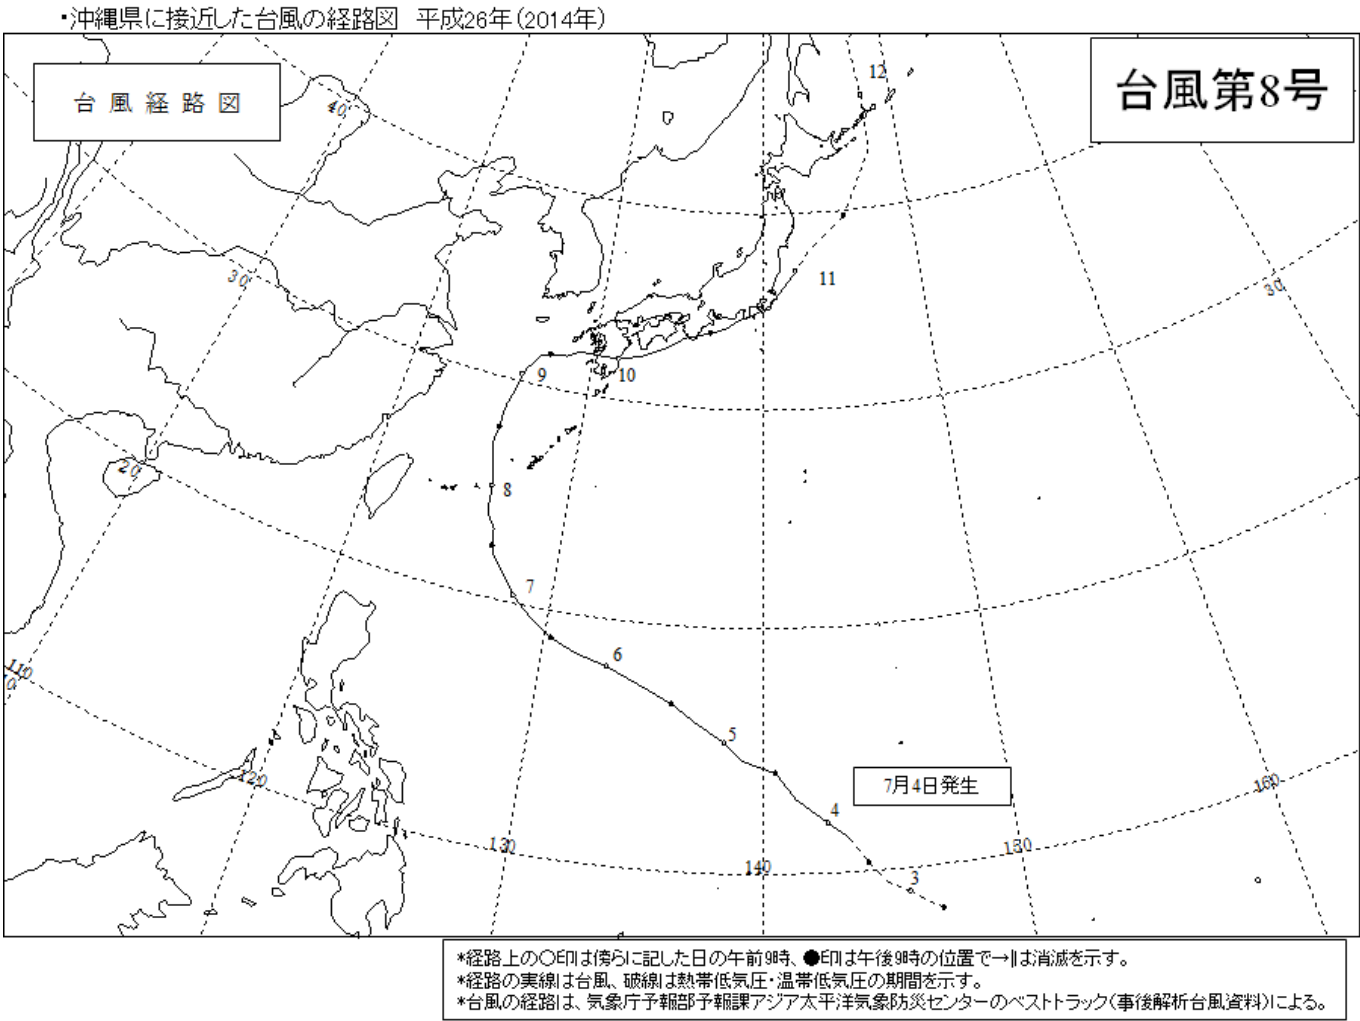 ・沖縄県に接近した台風の経路図 平成26年(2014年)
台風経路図
台風第8号
12
40
11
30
30
9
10
20
8
7
110
6
5
7月4日発生
4
120
160
130
140
150
3
*経路上の○印は傍らに記した日の午前9時、●印は午後9時の位置で→∥は消滅を示す。
*経路の実線は台風、破線は熱帯低気圧・温帯低気圧の期間を示す。
*台風の経路は、気象庁予報部予報課アジア太平洋気象防災センターのベストトラック(事後解析台風資料)による。